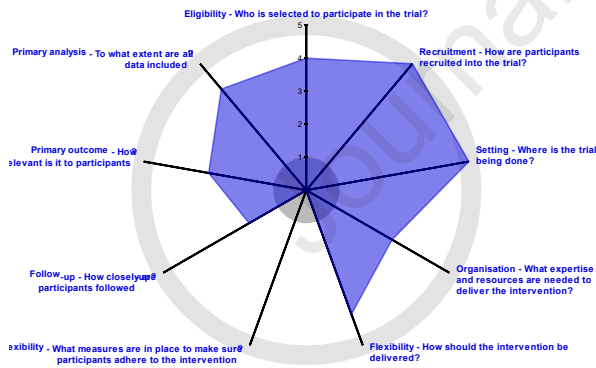 Eligibility - Who is selected to participate in the trial?
5
Primary analysis - To what extent are all
data included
Recruitment - How are participants
recruited into the trial?
4
3
2
Primary outcome - How
elevant is it to participants
1
Setting - Where is the trial
being done?
Follow-up - How closely are
participants followed
Organisation - What expertise
and resources are needed to
deliver the intervention?
exibility - What measures are in place to make sure
participants adhere to the intervention
Flexibility - How should the intervention be
delivered?
journa